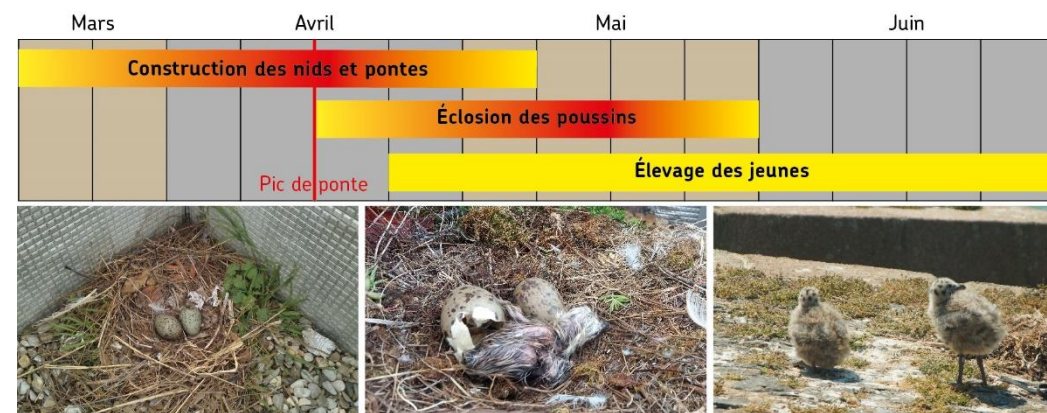 Mars Avril Mai Juin
Construction des nids et pontes
Éclosion des poussins
Élevage des jeunes
Pic de ponte